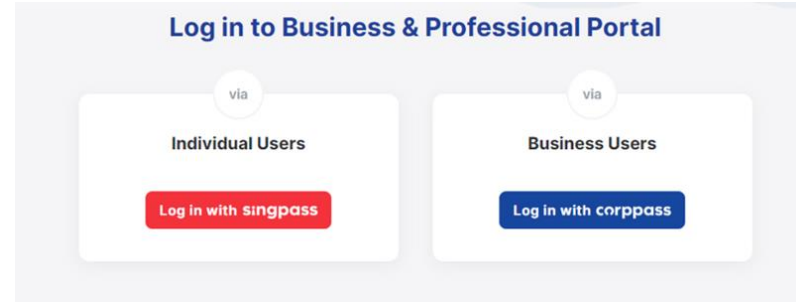 Log in to Business & Professional Portal
via
Individual Users
Log in with singpass
via
Business Users
Log in with corppass